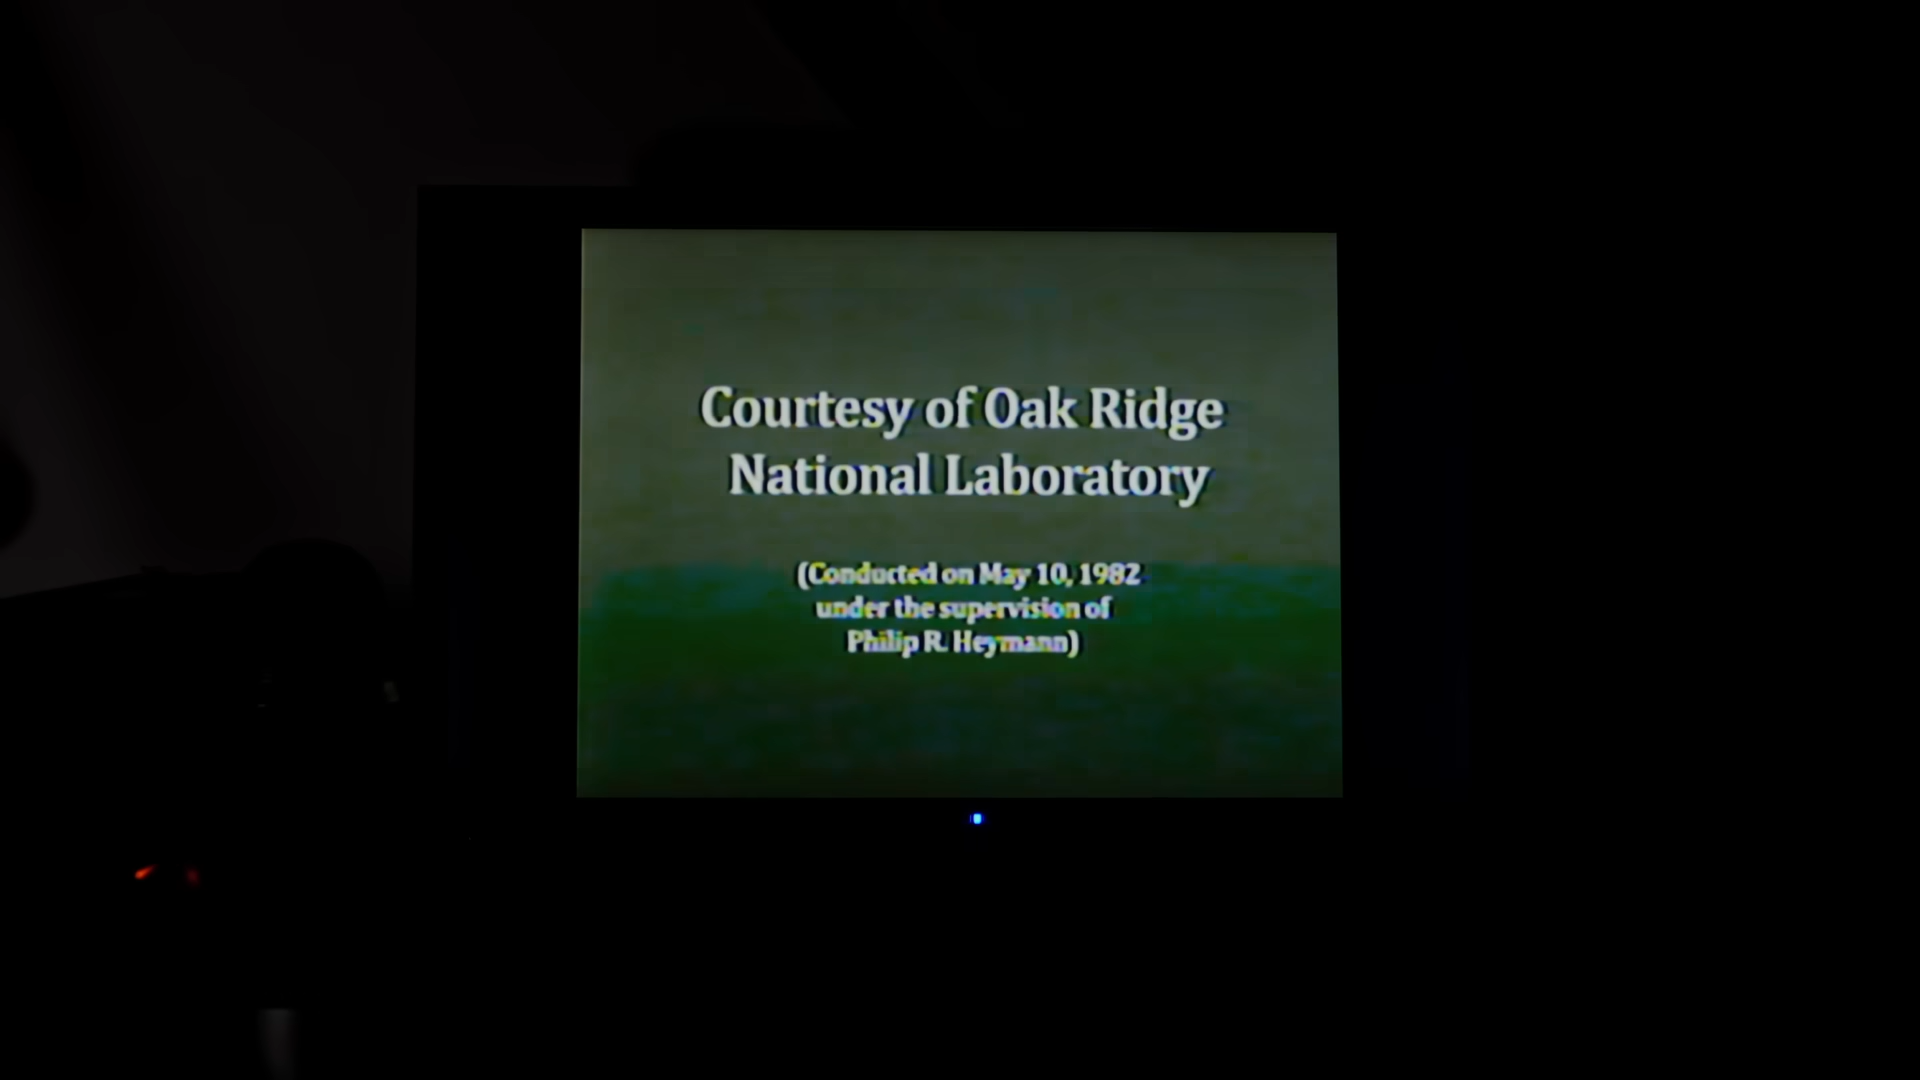 Courtesy of Oak Ridge
National Laboratory
(Conducted on May 10, 1982
under the supervision of
Philip R. Heymann)